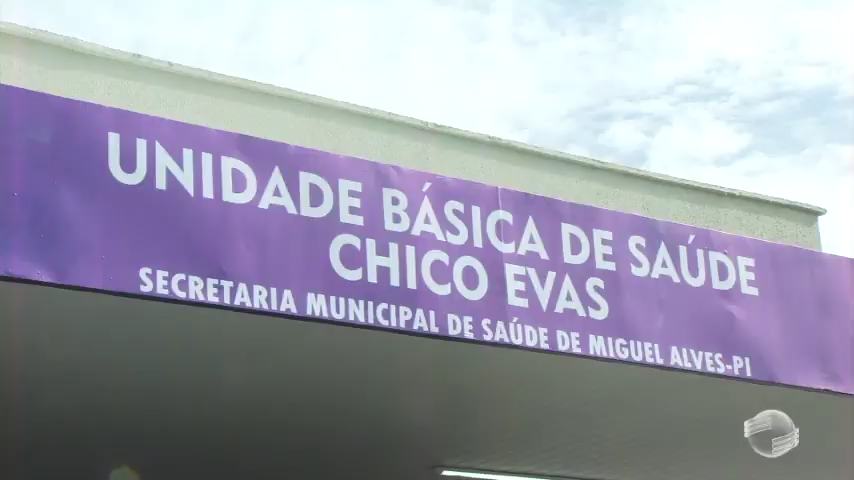 UNIDADE BÁSICA DE SAÚDE
CHICO EVAS
SECRETARIA MUNICIPAL DE SAÚDE DE MIGUEL ALVES-PI